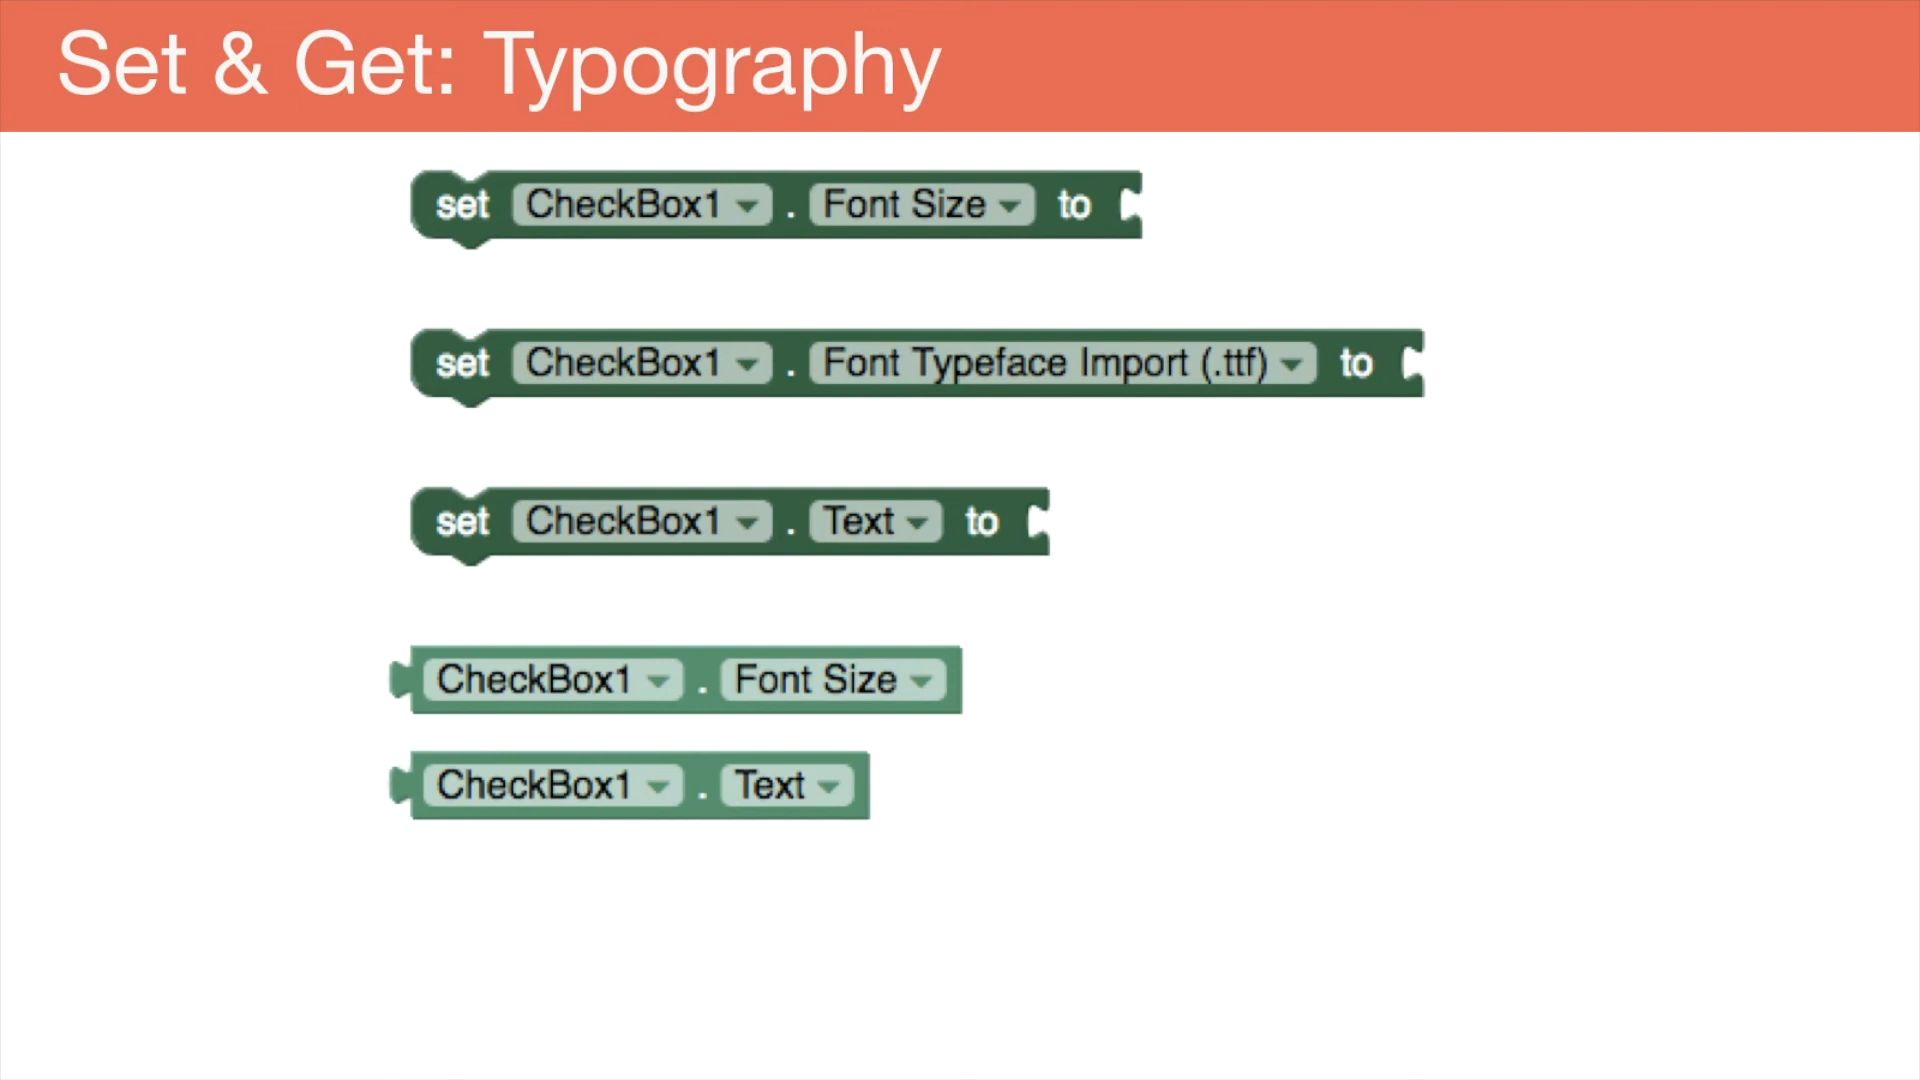 Set & Get: Typography
set CheckBox1 . Font Size to
set CheckBox1 . Font Typeface Import (.ttf) to
set CheckBox1 . Text to
CheckBox1 . Font Size
CheckBox1 . Text